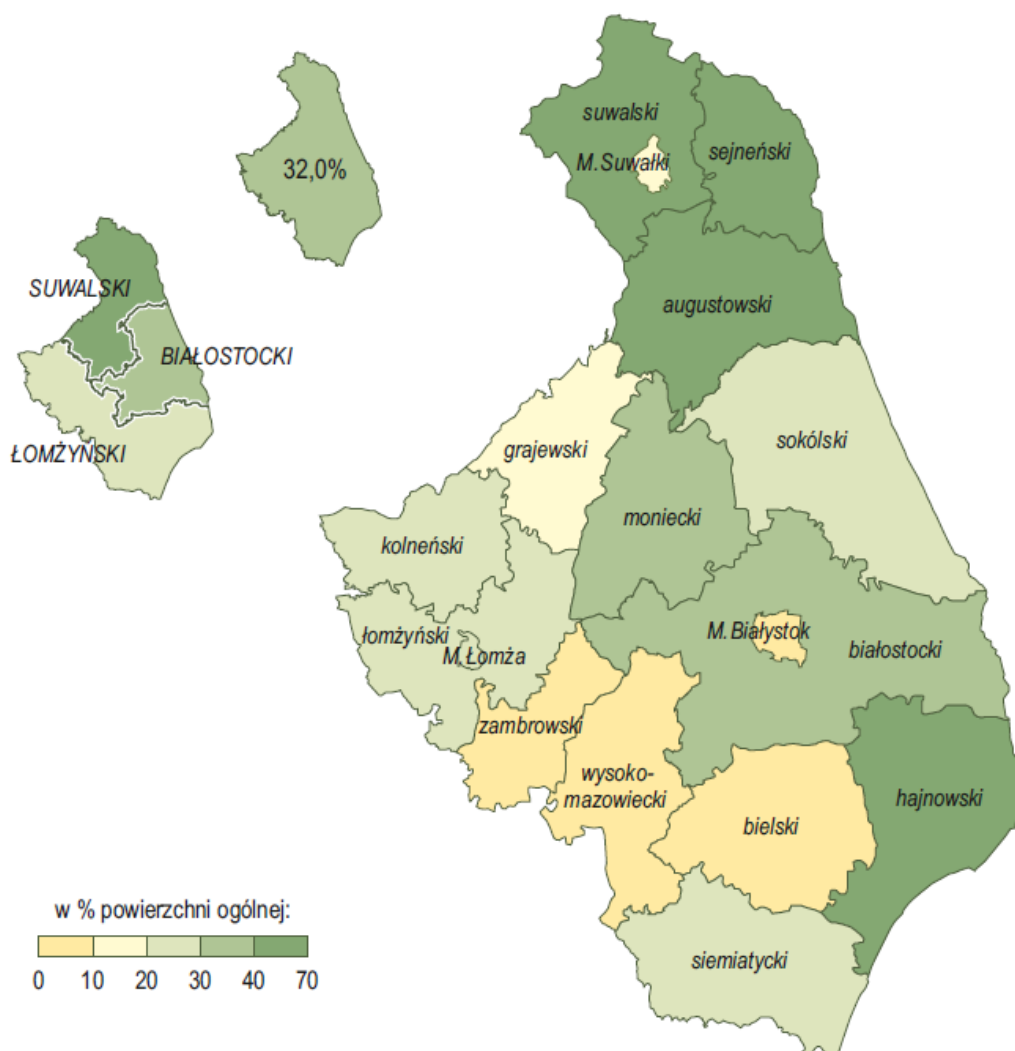 32,0%
SUWALSKI
BIAŁOSTOCKI
ŁOMŻYŃSKI
suwalski
M.Suwałki
sejneński
augustowski
grajewski
sokólski
moniecki
kolneński
łomżyński
M.Łomża
M.Białystok
białostocki
zambrowski
wysoko-
mazowiecki
bielski
hajnowski
siemiatycki
w % powierzchni ogólnej:
0 10 20 30 40 70